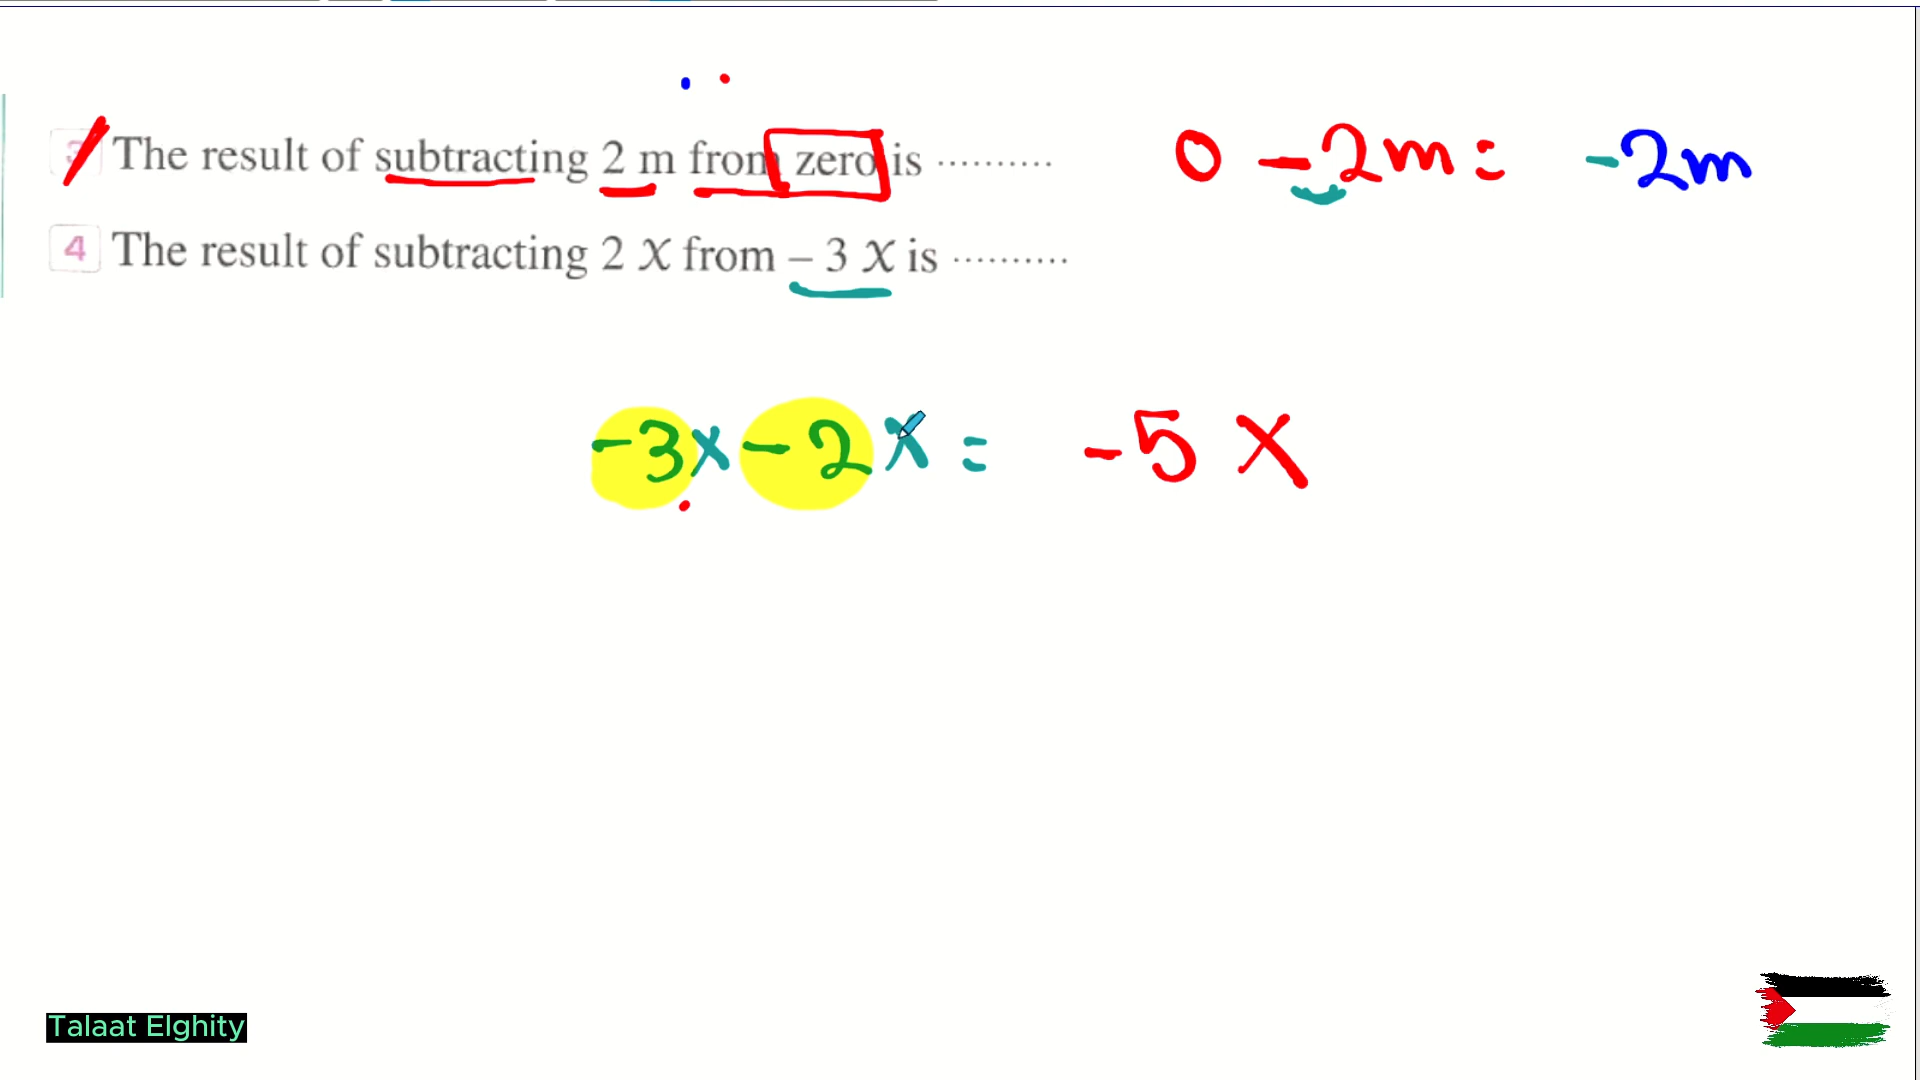 3 The result of subtracting 2 m from zero is .......... 0 - 2m = -2m
4 The result of subtracting 2 X from – 3 X is ..........
-3x - 2x = -5 X
Talaat Elghity